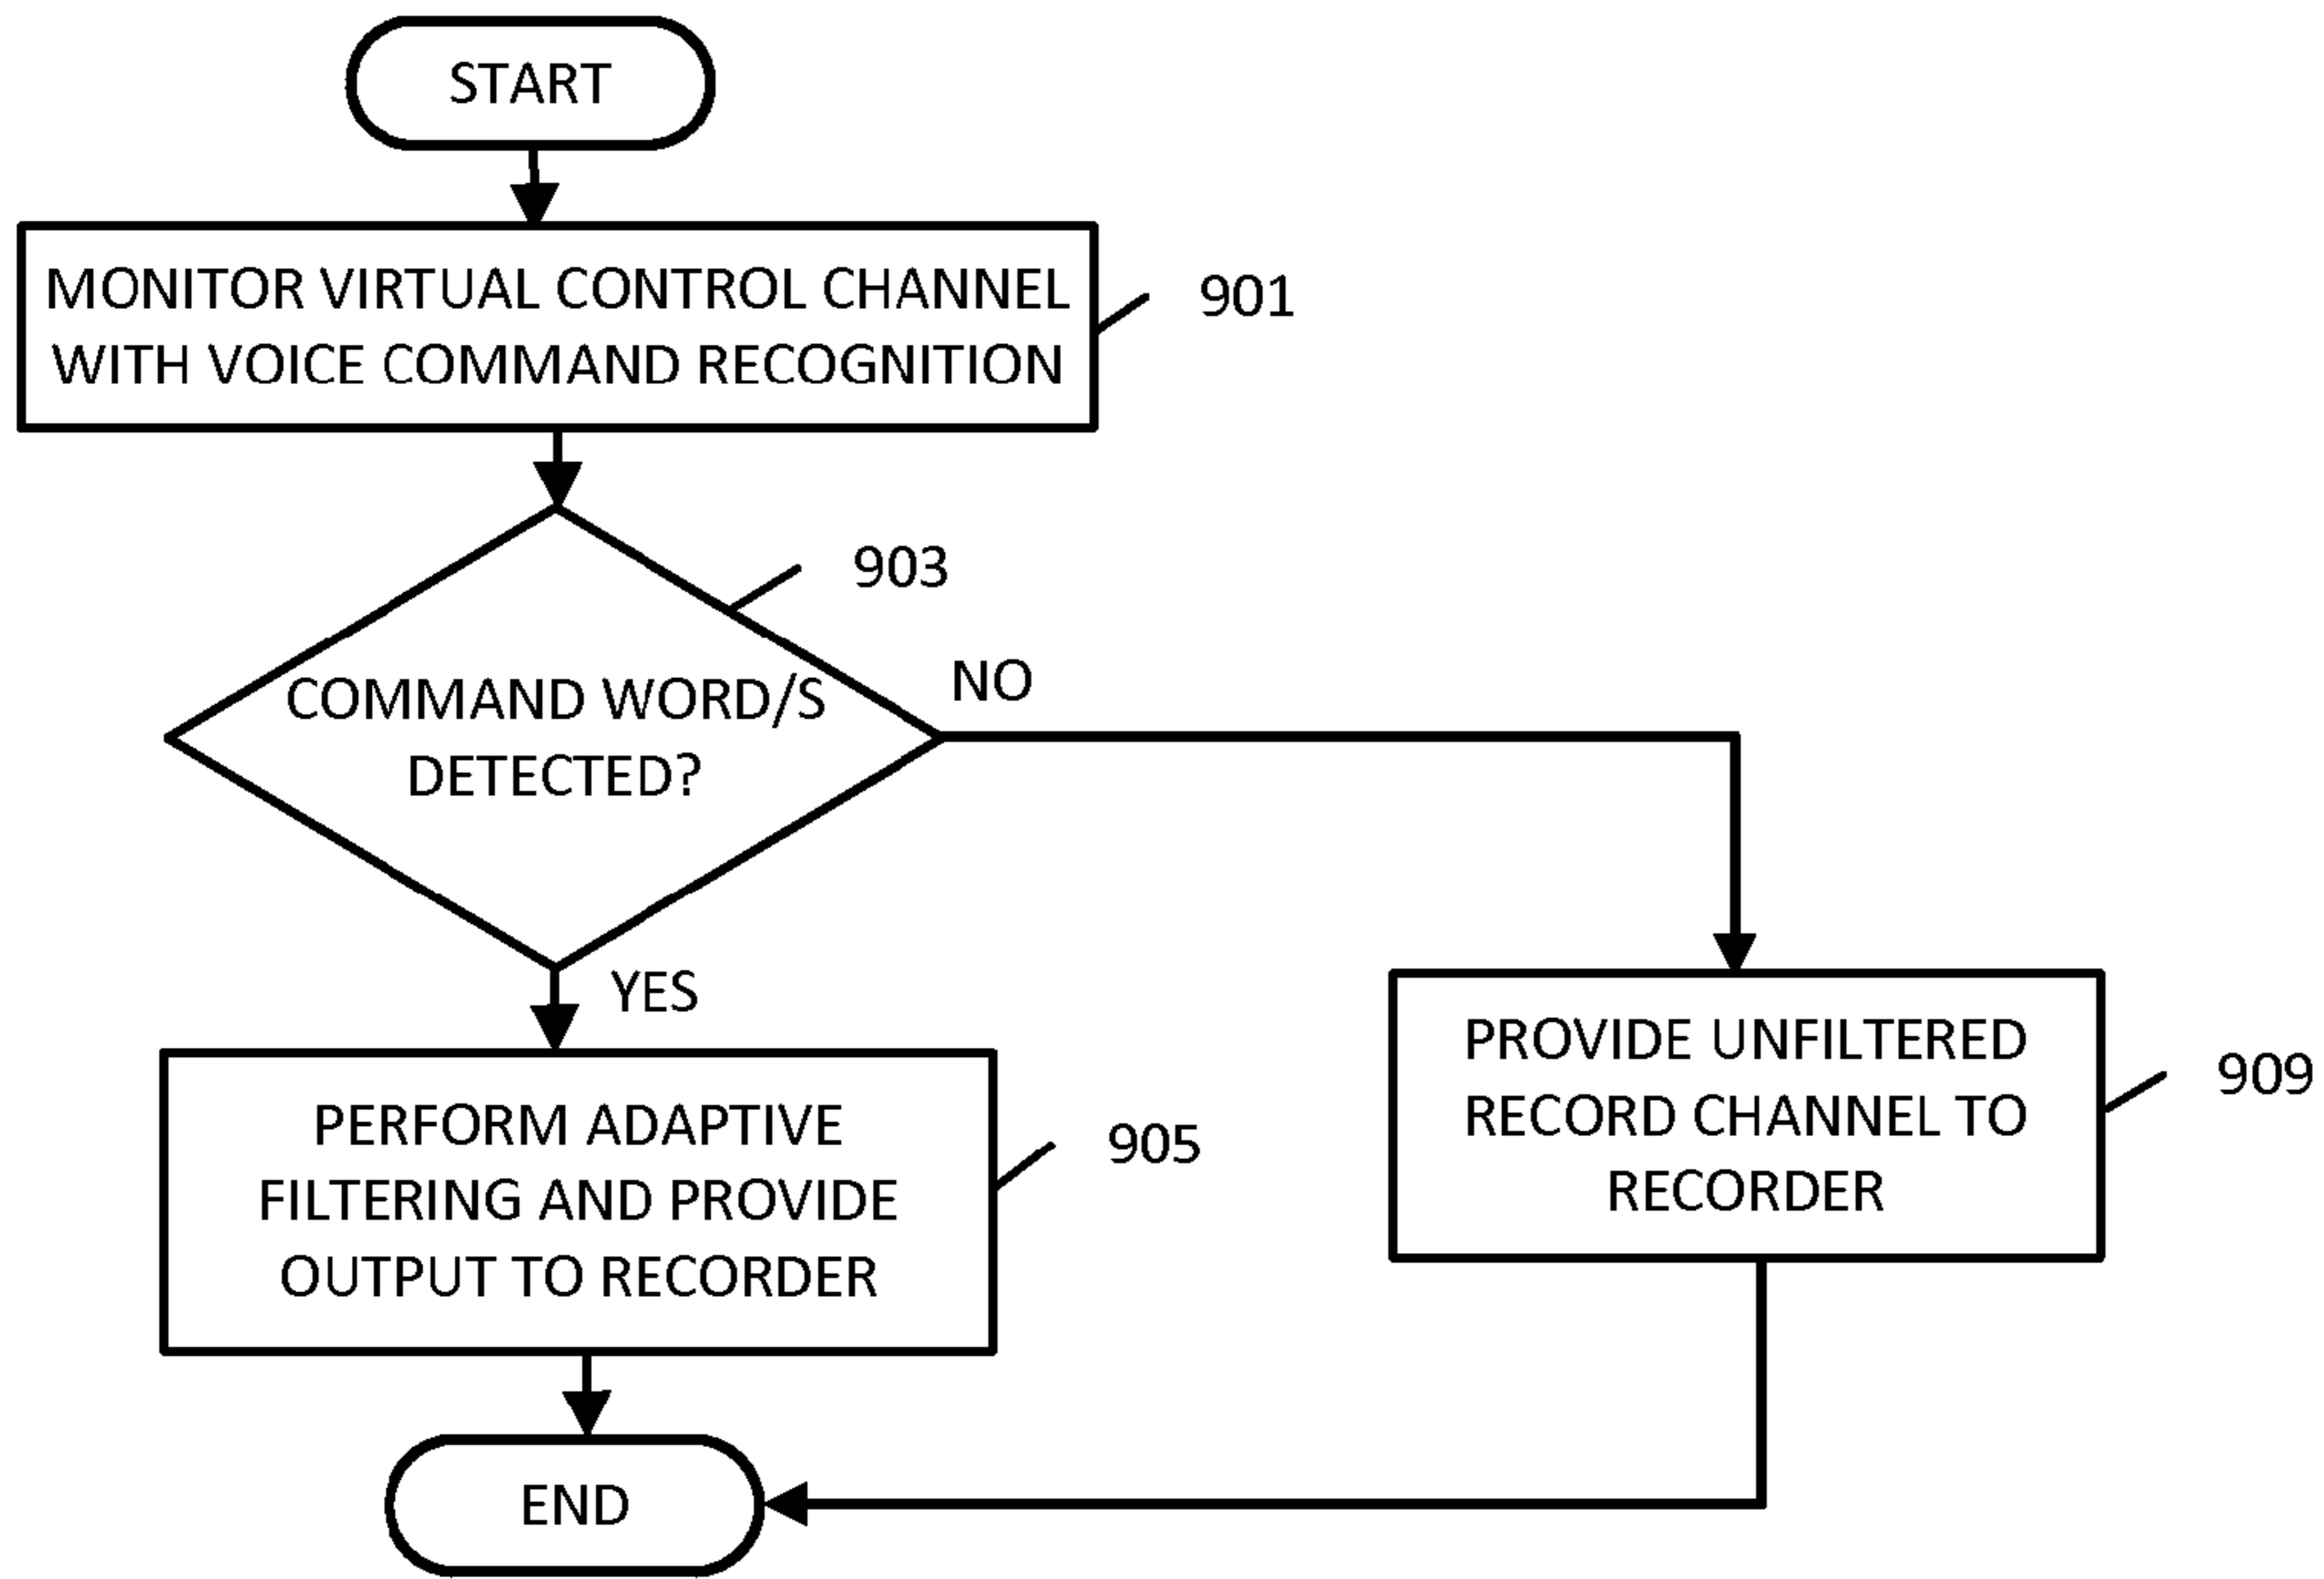 START
MONITOR VIRTUAL CONTROL CHANNEL
WITH VOICE COMMAND RECOGNITION
901
903
COMMAND WORD/S
DETECTED?
NO
YES
PERFORM ADAPTIVE
FILTERING AND PROVIDE
OUTPUT TO RECORDER
905
PROVIDE UNFILTERED
RECORD CHANNEL TO
RECORDER
909
END